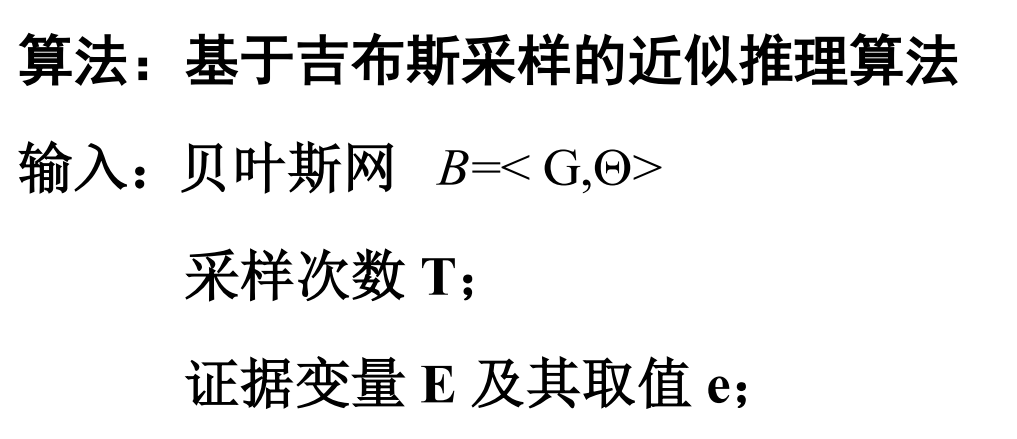 算法：基于吉布斯采样的近似推理算法
输入：贝叶斯网 B=< G,Θ>
采样次数 T；
证据变量 E 及其取值 e；